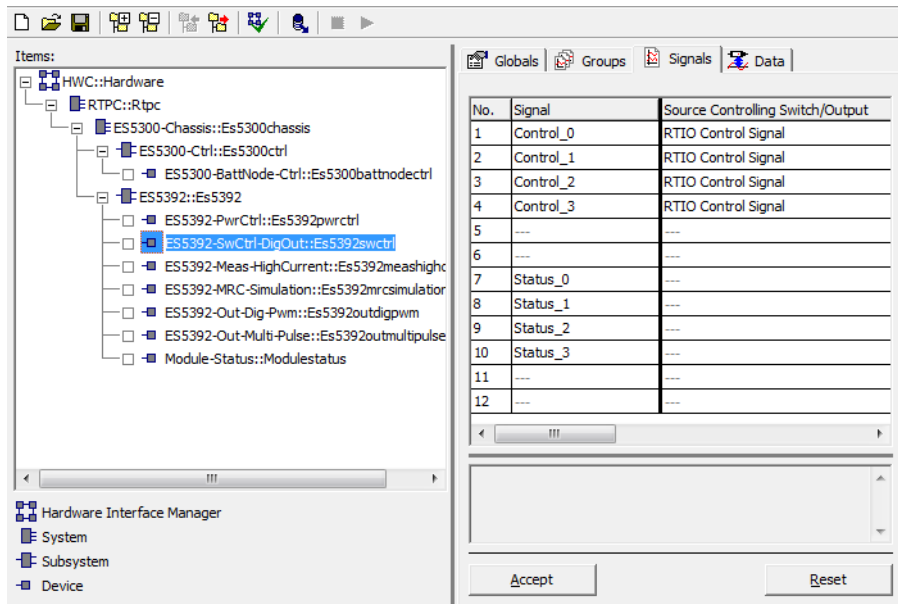 Items:
HWC::Hardware
RTPC::Rtpc
ES5300-Chassis::Es5300chassis
ES5300-Ctrl::Es5300ctrl
ES5300-BattNode-Ctrl::Es5300battnodectrl
ES5392::Es5392
ES5392-PwrCtrl::Es5392pwrctrl
ES5392-SwCtrl-DigOut::Es5392swctrl
ES5392-Meas-HighCurrent::Es5392meashighc
ES5392-MRC-Simulation::Es5392mrcsimulation
ES5392-Out-Dig-Pwm::Es5392outdigpwm
ES5392-Out-Multi-Pulse::Es5392outmultipulse
Module-Status::Modulestatus
Hardware Interface Manager
System
Subsystem
Device
Globals Groups Signals Data
No. Signal Source Controlling Switch/Output
1 Control_0 RTIO Control Signal
2 Control_1 RTIO Control Signal
3 Control_2 RTIO Control Signal
4 Control_3 RTIO Control Signal
5 --- ---
6 --- ---
7 Status_0 ---
8 Status_1 ---
9 Status_2 ---
10 Status_3 ---
11 --- ---
12 --- ---
Accept Reset